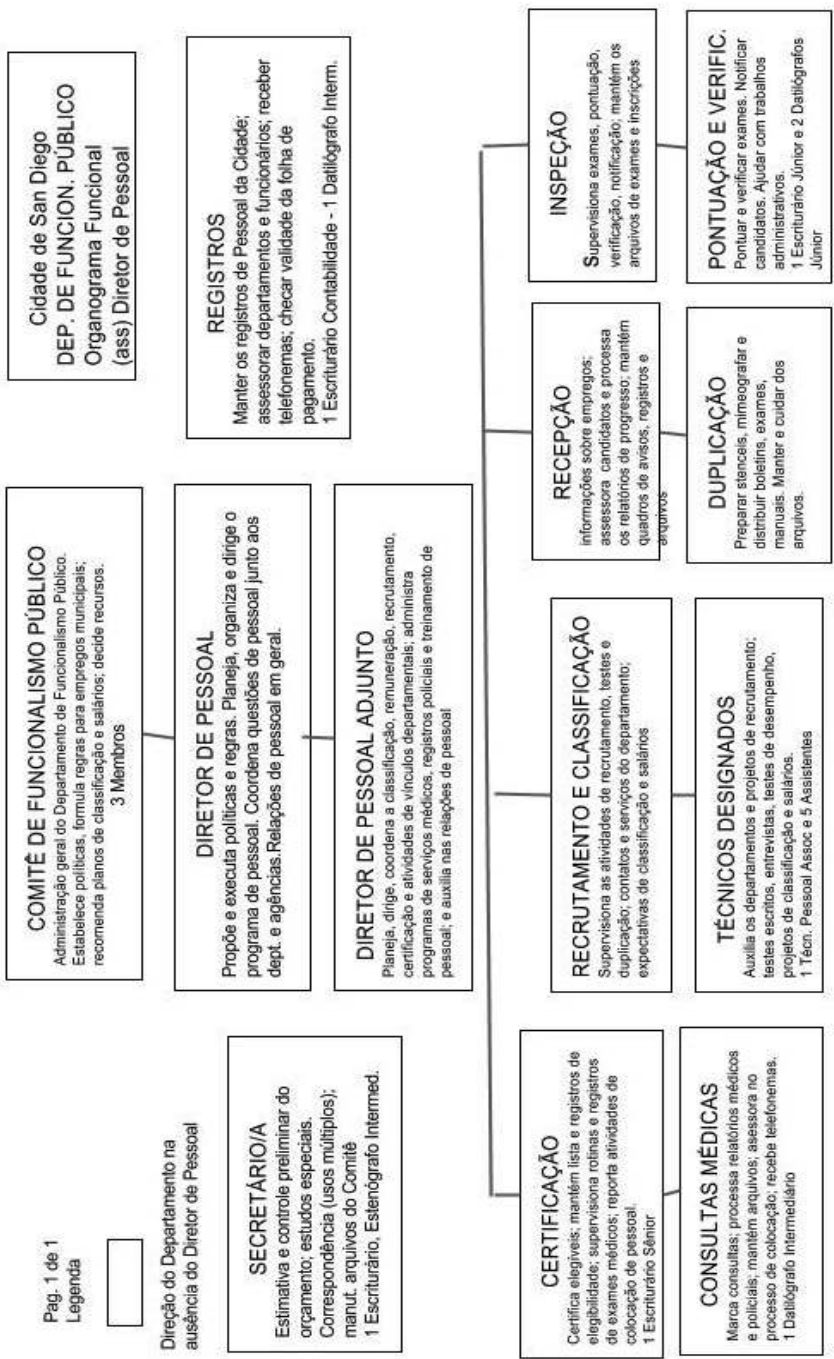 Pag. 1 de 1
Legenda
Direção do Departamento na
ausência do Diretor de Pessoal
COMITÊ DE FUNCIONALISMO PÚBLICO
Administração geral do Departamento de Funcionalismo Público.
Estabelece políticas, formula regras para empregos municipais;
recomenda planos de classificação e salários; decide recursos.
3 Membros
Cidade de San Diego
DEP. DE FUNCION. PÚBLICO
Organograma Funcional
(ass) Diretor de Pessoal
SECRETÁRIO/A
Estimativa e controle preliminar do
orçamento; estudos especiais.
Correspondência (usos múltiplos);
manut. arquivos do Comitê
1 Escriturário, Estenógrafo Intermed.
DIRETOR DE PESSOAL
Propõe e executa políticas e regras. Planeja, organiza e dirige o
programa de pessoal. Coordena questões de pessoal junto aos
dept. e agências.Relações de pessoal em geral.
REGISTROS
Manter os registros de Pessoal da Cidade;
assessorar departamentos e funcionários; receber
telefonemas; checar validade da folha de
pagamento.
1 Escriturário Contabilidade - 1 Datilógrafo Interm.
DIRETOR DE PESSOAL ADJUNTO
Planeja, dirige, coordena a classificação, remuneração, recrutamento,
certificação e atividades de vínculos departamentais; administra
programas de serviços médicos, registros policiais e treinamento de
pessoal; e auxilia nas relações de pessoal
CERTIFICAÇÃO
Certifica elegíveis; mantém lista e registros de
elegibilidade; supervisiona rotinas e registros
de exames médicos; reporta atividades de
colocação de pessoal.
1 Escriturário Sênior
RECRUTAMENTO E CLASSIFICAÇÃO
Supervisiona as atividades de recrutamento, testes e
duplicação; contatos e serviços do departamento;
expectativas de classificação e salários
RECEPÇÃO
informações sobre empregos;
assessora candidatos e processa
os relatórios de progresso; mantém
quadros de avisos, registros e
arquivos
INSPEÇÃO
Supervisiona exames, pontuação,
verificação, notificação; mantém os
arquivos de exames e inscrições
CONSULTAS MÉDICAS
Marca consultas; processa relatórios médicos
e policiais; mantém arquivos; asessora no
processo de colocação; recebe telefonemas.
1 Datilógrafo Intermediário
TÉCNICOS DESIGNADOS
Auxilia os departamentos e projetos de recrutamento;
testes escritos, entrevistas, testes de desempenho,
projetos de classificação e salários.
1 Técn. Pessoal Assoc e 5 Assistentes
DUPLICAÇÃO
Preparar stenceis, mimeografar e
distribuir boletins, exames,
manuais. Manter e cuidar dos
arquivos.
PONTUAÇÃO E VERIFIC.
Pontuar e verificar exames. Notificar
candidatos. Ajudar com trabalhos
administrativos.
1 Escriturário Júnior e 2 Datilógrafos
Júnior